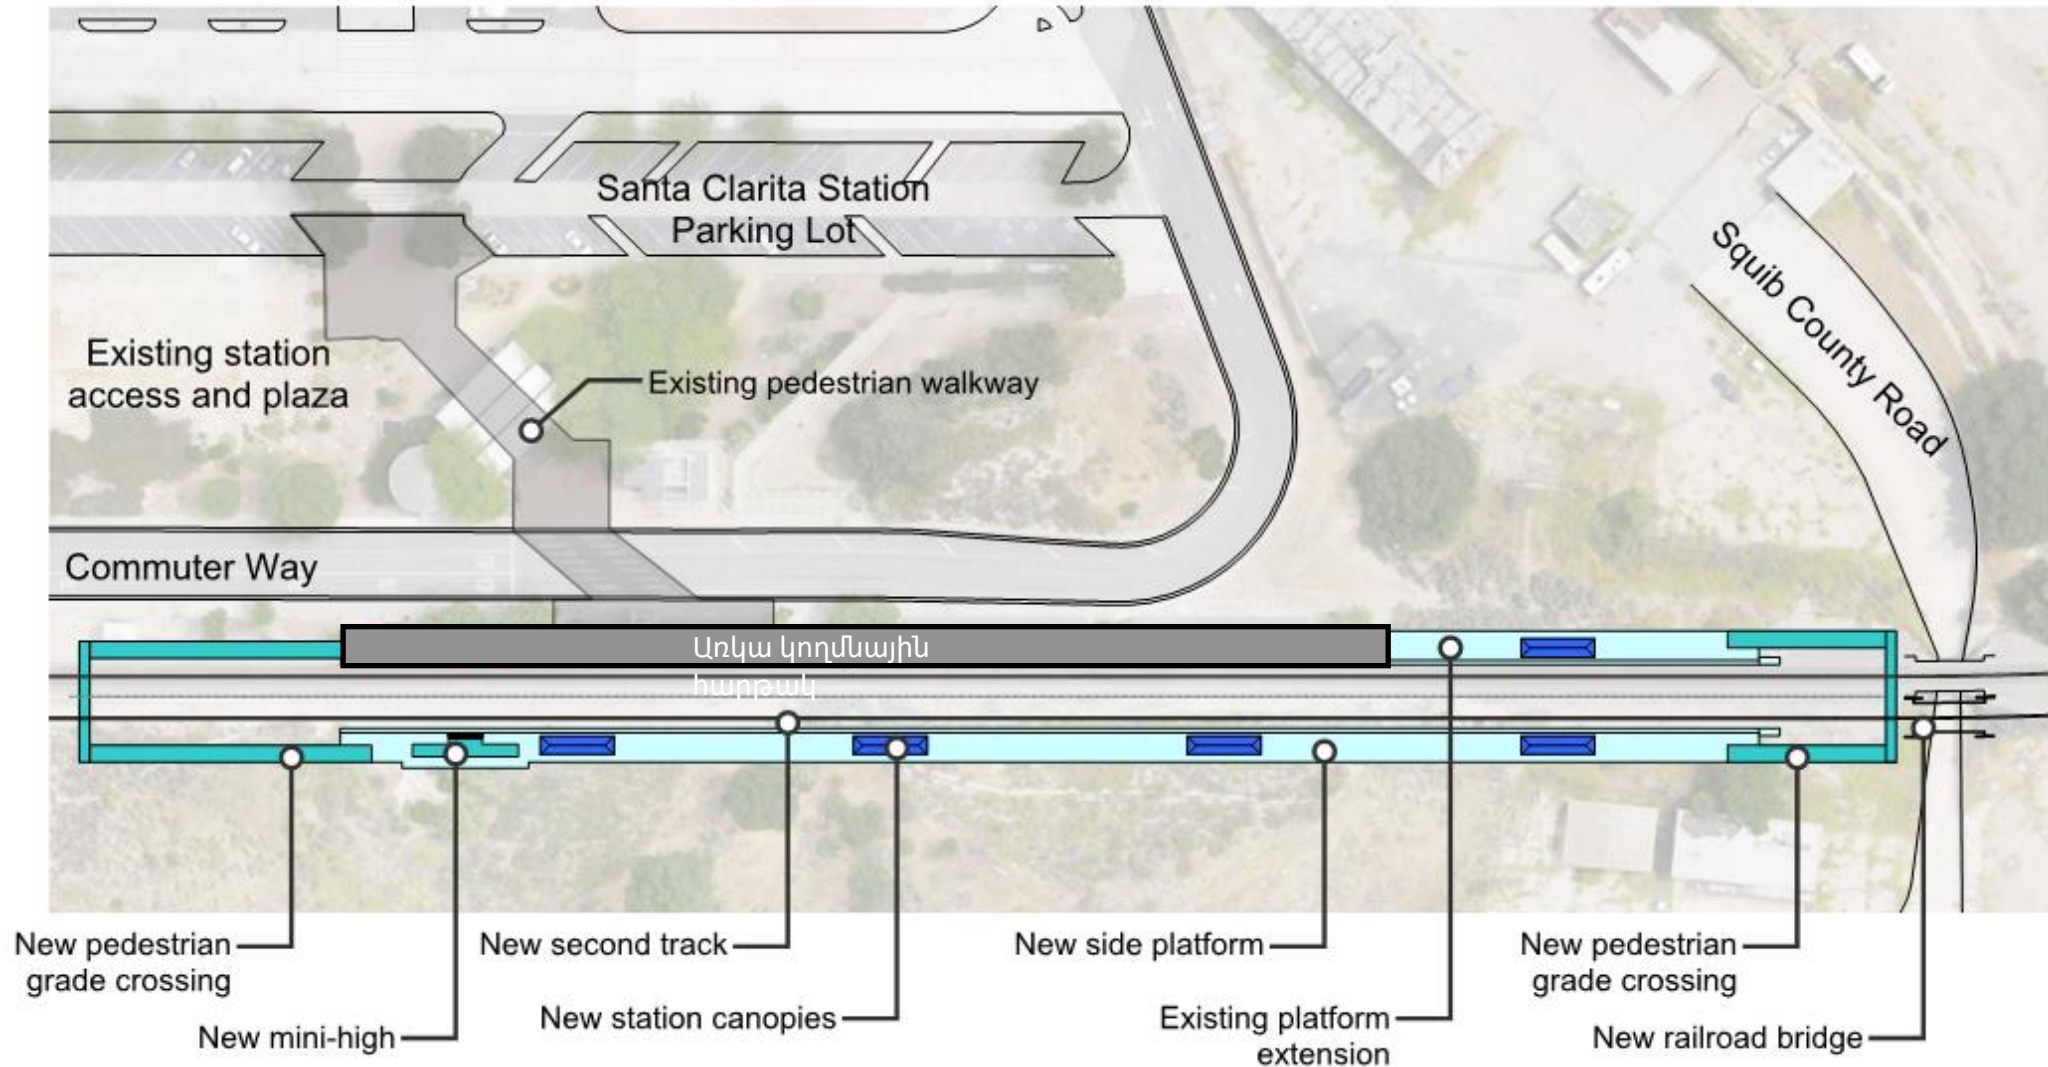 Santa Clarita Station
Parking Lot
Squib County Road
Existing station
access and plaza
Existing pedestrian walkway
Commuter Way
Առկա կողմնային
հարթակ
New pedestrian
grade crossing
New mini-high
New second track
New station canopies
New side platform
Existing platform
extension
New pedestrian
grade crossing
New railroad bridge